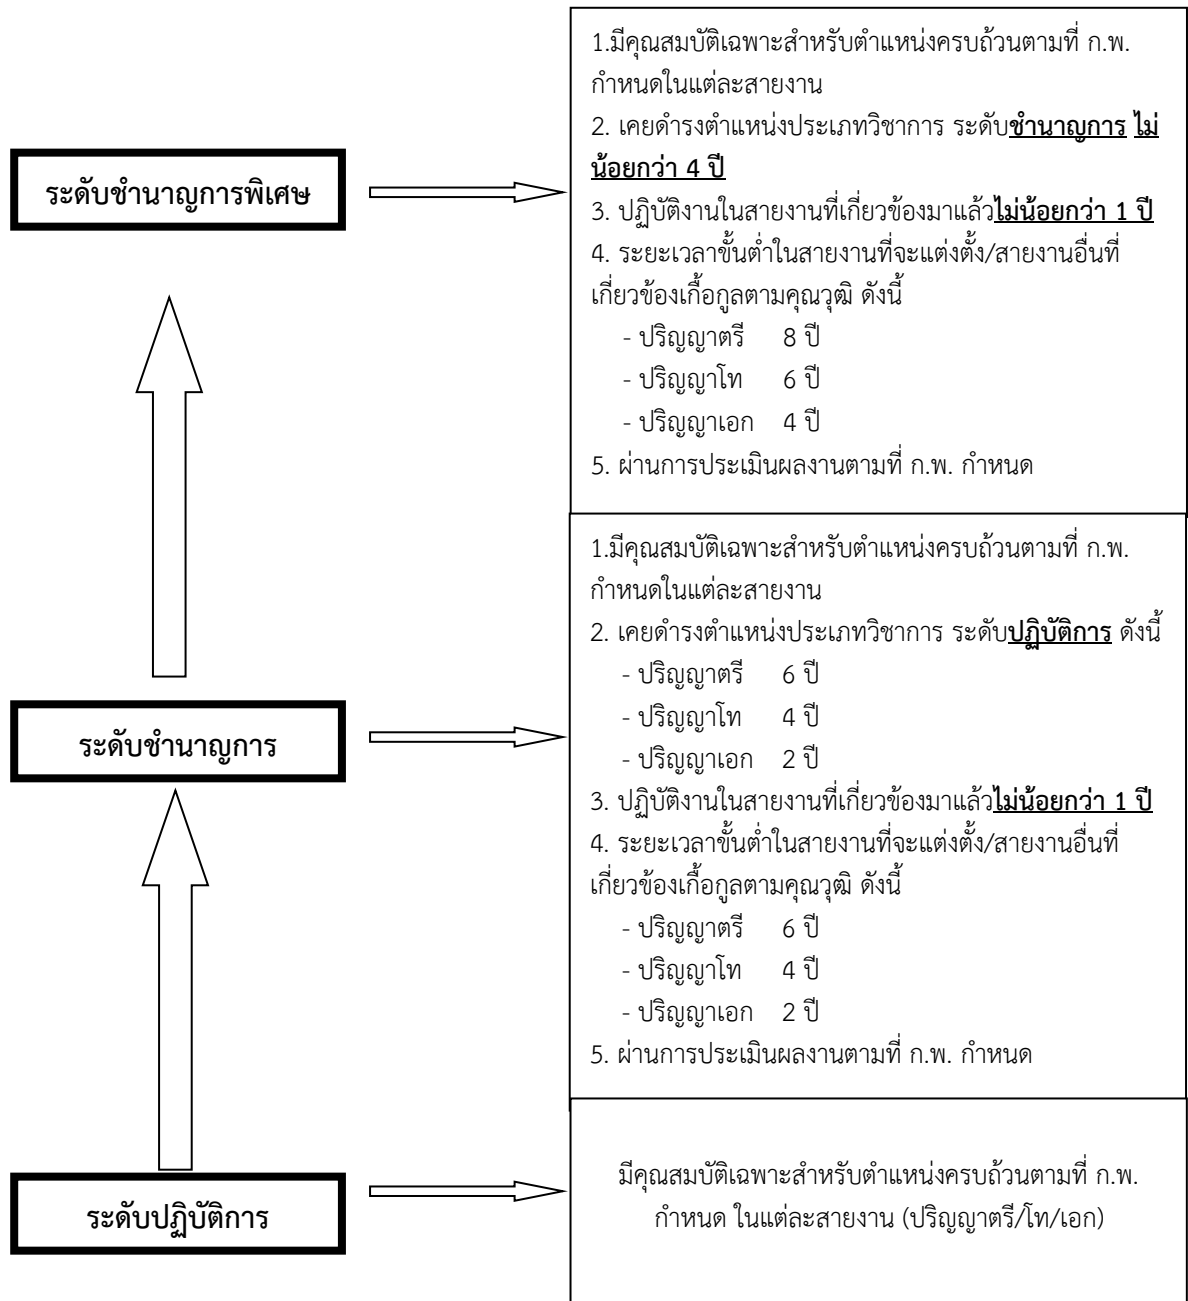 1.มีคุณสมบัติเฉพาะสำหรับตำแหน่งครบถ้วนตามที่ ก.พ.
กำหนดในแต่ละสายงาน
2. เคยดำรงตำแหน่งประเภทวิชาการ ระดับชำนาญการ ไม่
น้อยกว่า 4 ปี
ระดับชำนาญการพิเศษ
3. ปฏิบัติงานในสายงานที่เกี่ยวข้องมาแล้วไม่น้อยกว่า 1 ปี
4. ระยะเวลาขั้นต่ำในสายงานที่จะแต่งตั้ง/สายงานอื่นที่
เกี่ยวข้องเกื้อกูลตามคุณวุฒิ ดังนี้
- ปริญญาตรี 8 ปี
- ปริญญาโท 6 ปี
- ปริญญาเอก 4 ปี
5. ผ่านการประเมินผลงานตามที่ ก.พ. กำหนด
1.มีคุณสมบัติเฉพาะสำหรับตำแหน่งครบถ้วนตามที่ ก.พ.
กำหนดในแต่ละสายงาน
2. เคยดำรงตำแหน่งประเภทวิชาการ ระดับปฏิบัติการ ดังนี้
- ปริญญาตรี 6 ปี
- ปริญญาโท 4 ปี
- ปริญญาเอก 2 ปี
ระดับชำนาญการ
3. ปฏิบัติงานในสายงานที่เกี่ยวข้องมาแล้วไม่น้อยกว่า 1 ปี
4. ระยะเวลาขั้นต่ำในสายงานที่จะแต่งตั้ง/สายงานอื่นที่
เกี่ยวข้องเกื้อกูลตามคุณวุฒิ ดังนี้
- ปริญญาตรี 6 ปี
- ปริญญาโท 4 ปี
- ปริญญาเอก 2 ปี
5. ผ่านการประเมินผลงานตามที่ ก.พ. กำหนด
ระดับปฏิบัติการ
มีคุณสมบัติเฉพาะสำหรับตำแหน่งครบถ้วนตามที่ ก.พ.
กำหนด ในแต่ละสายงาน (ปริญญาตรี/โท/เอก)